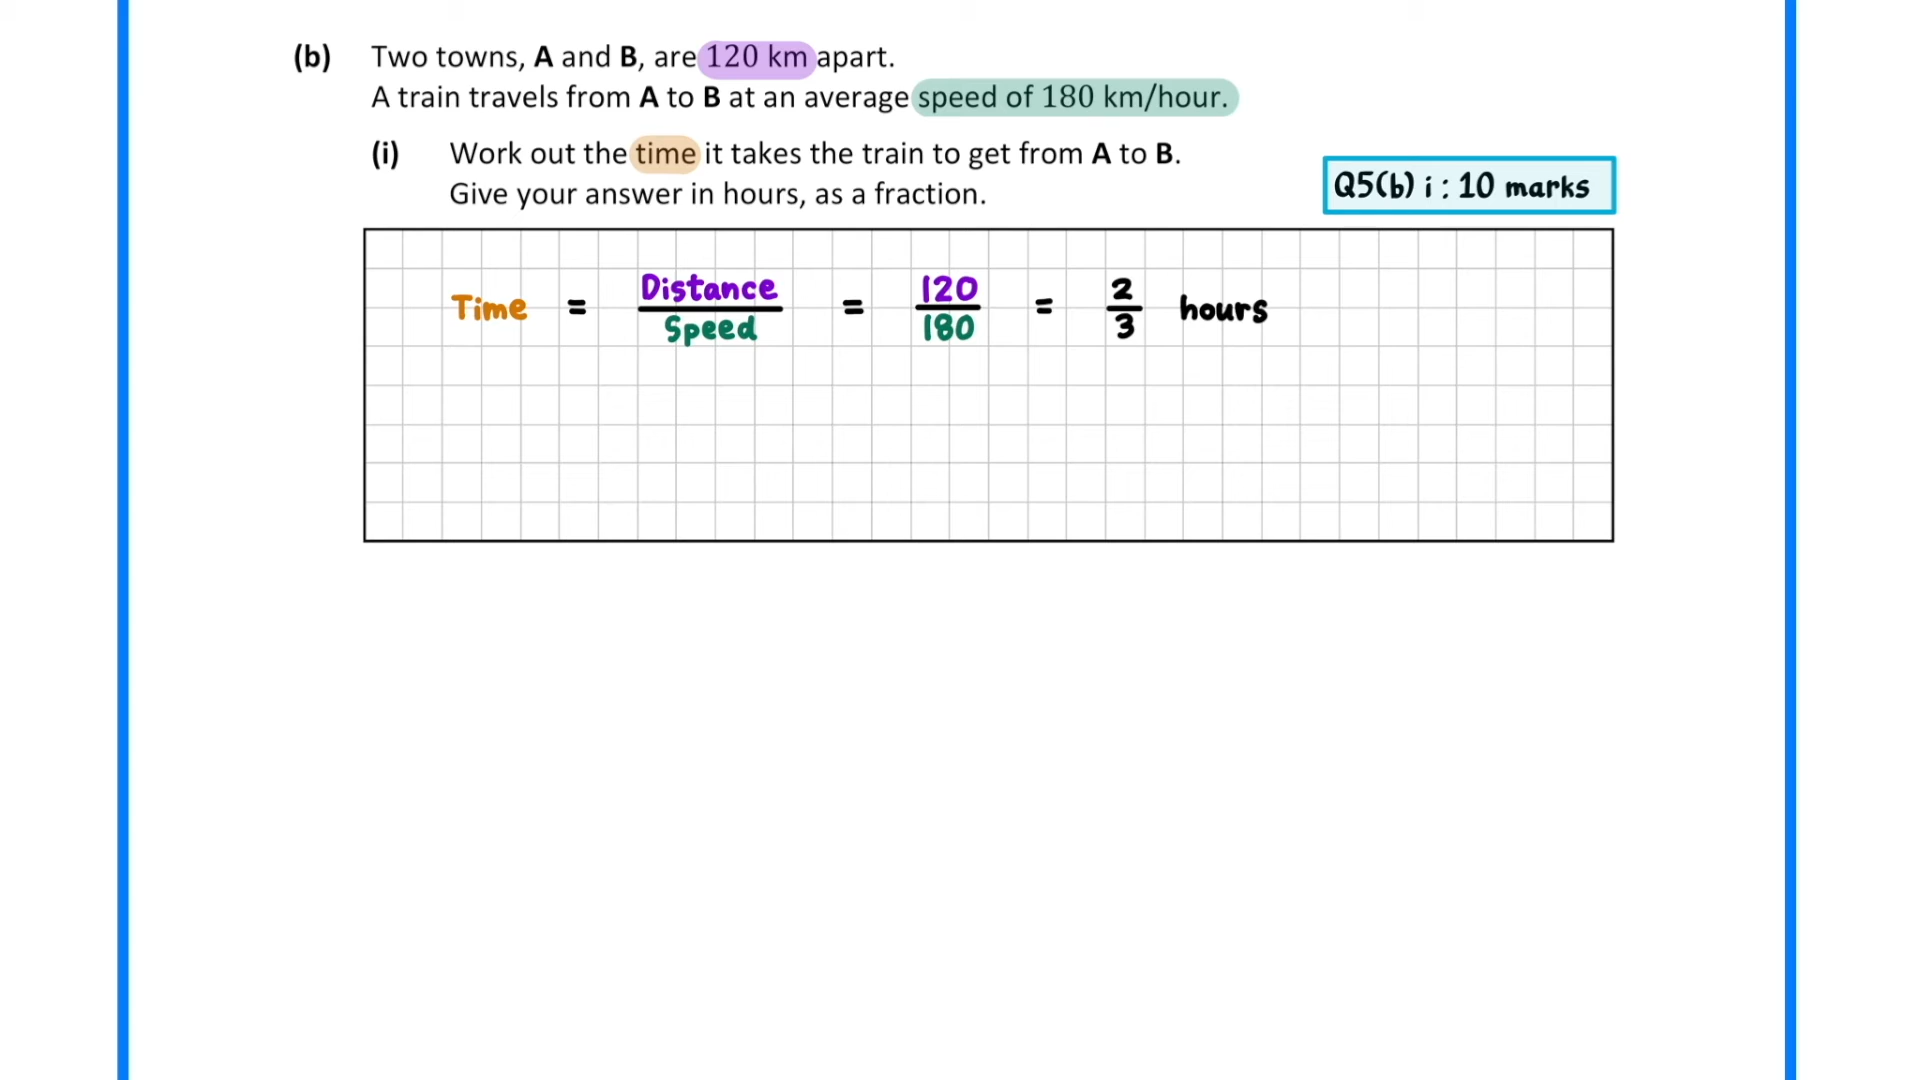 (b) Two towns, A and B, are 120 km apart.
A train travels from A to B at an average speed of 180 km/hour.
(i) Work out the time it takes the train to get from A to B.
Give your answer in hours, as a fraction.
Q5(b) i : 10 marks
Time = Distance / Speed = 120 / 180 = 2 / 3 hours